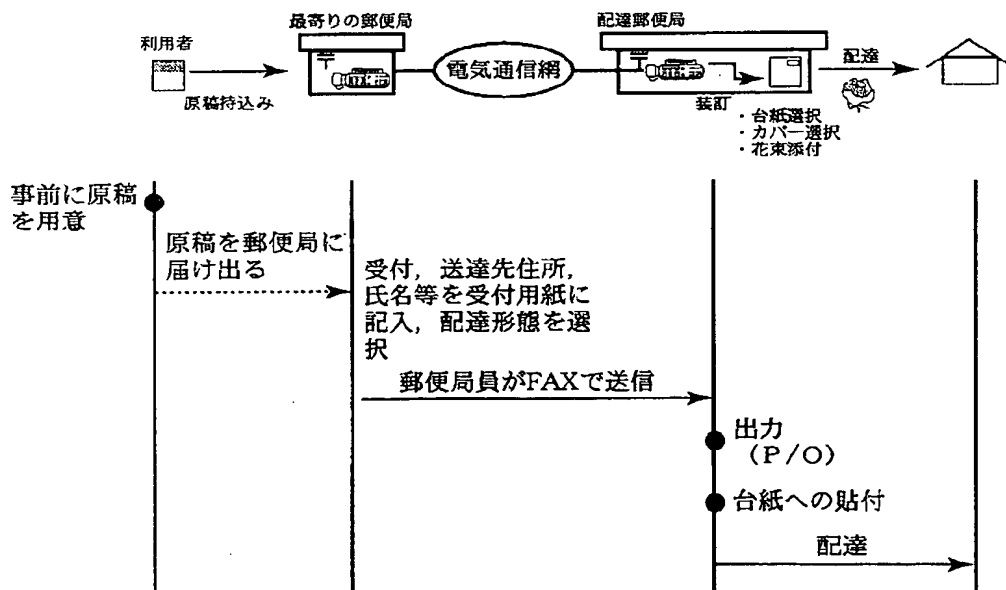 最寄りの郵便局
配達郵便局
利用者
原稿持込み
電気通信網
装訂
配達
・台紙選択
・カバー選択
・花束添付
事前に原稿
を用意
原稿を郵便局に
届け出る
受付，送達先住所，
氏名等を受付用紙に
記入，配達形態を選
択
郵便局員がFAXで送信
出力
（P／O）
台紙への貼付
配達